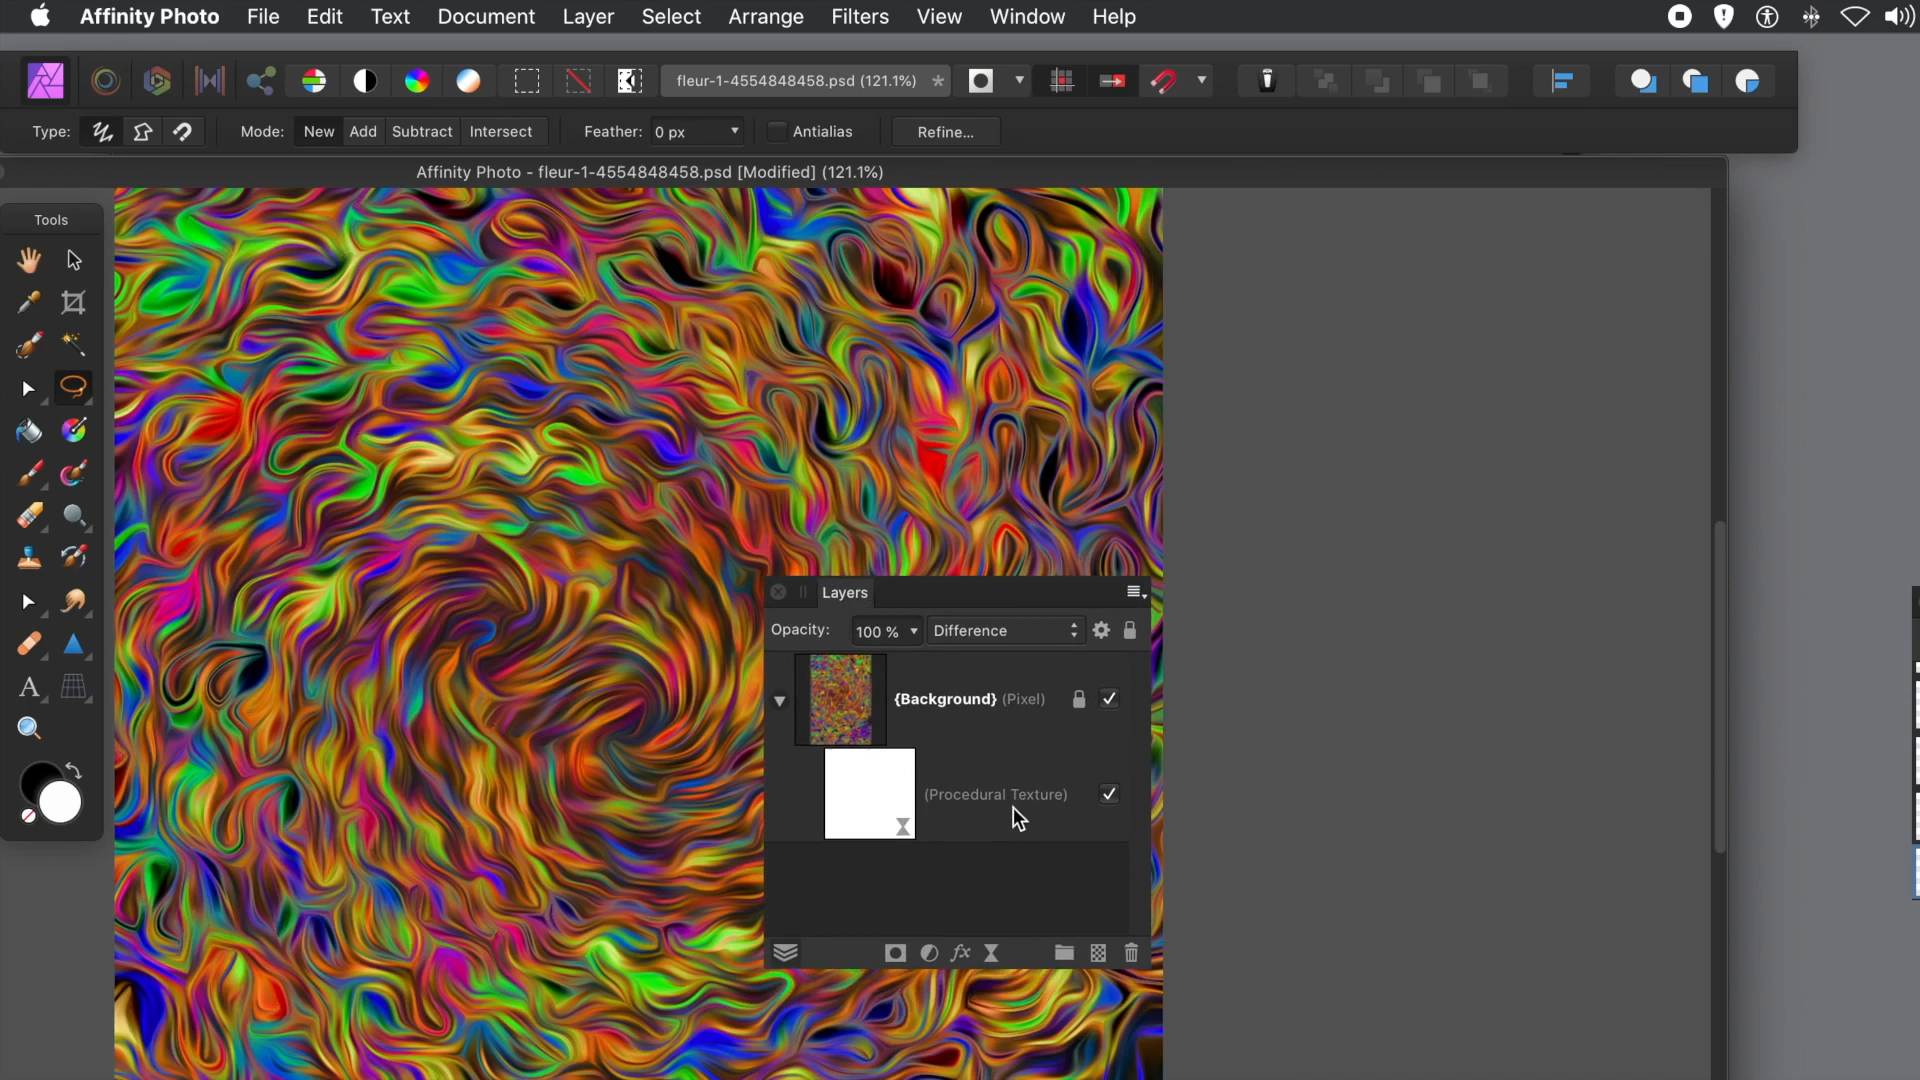 Affinity Photo File Edit Text Document Layer Select Arrange Filters View Window Help
fleur-1-4554848458.psd (121.1%) *
Type: Mode: New Add Subtract Intersect Feather: 0 px Antialias Refine...
Affinity Photo - fleur-1-4554848458.psd [Modified] (121.1%)
Tools
Layers
Opacity: 100 % Difference
{Background} (Pixel)
(Procedural Texture)
fx
A